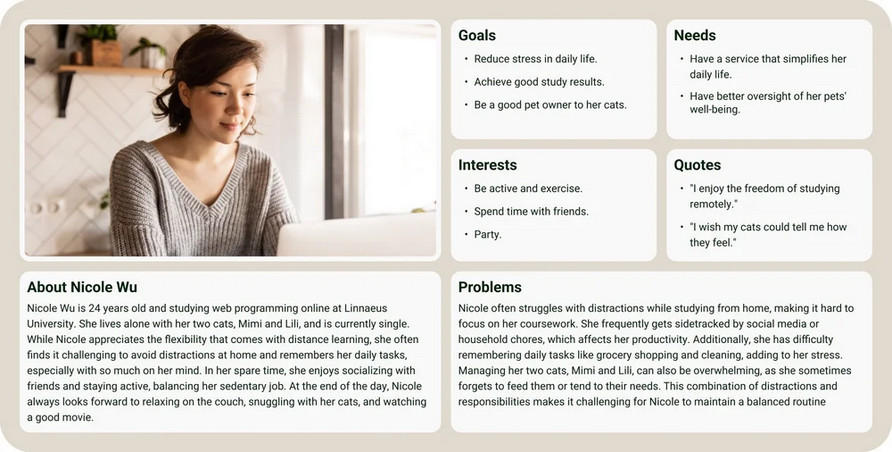 Goals
• Reduce stress in daily life.
• Achieve good study results.
• Be a good pet owner to her cats.
Needs
• Have a service that simplifies her
daily life.
• Have better oversight of her pets'
well-being.
Interests
• Be active and exercise.
• Spend time with friends.
• Party.
Quotes
• "I enjoy the freedom of studying
remotely."
• "I wish my cats could tell me how
they feel."
About Nicole Wu
Nicole Wu is 24 years old and studying web programming online at Linnaeus
University. She lives alone with her two cats, Mimi and Lili, and is currently single.
While Nicole appreciates the flexibility that comes with distance learning, she often
finds it challenging to avoid distractions at home and remembers her daily tasks,
especially with so much on her mind. In her spare time, she enjoys socializing with
friends and staying active, balancing her sedentary job. At the end of the day, Nicole
always looks forward to relaxing on the couch, snuggling with her cats, and watching
a good movie.
Problems
Nicole often struggles with distractions while studying from home, making it hard to
focus on her coursework. She frequently gets sidetracked by social media or
household chores, which affects her productivity. Additionally, she has difficulty
remembering daily tasks like grocery shopping and cleaning, adding to her stress.
Managing her two cats, Mimi and Lili, can also be overwhelming, as she sometimes
forgets to feed them or tend to their needs. This combination of distractions and
responsibilities makes it challenging for Nicole to maintain a balanced routine